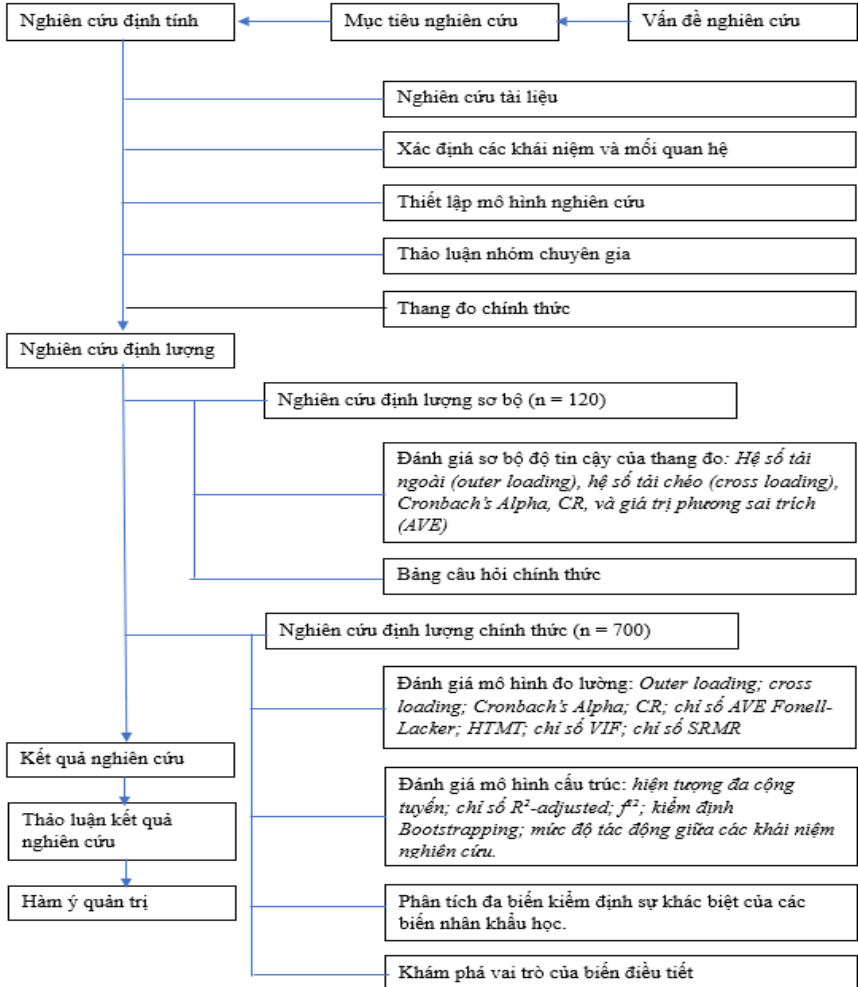 Nghiên cứu định tính
Mục tiêu nghiên cứu
Vấn đề nghiên cứu
Nghiên cứu tài liệu
Xác định các khái niệm và mối quan hệ
Thiết lập mô hình nghiên cứu
Thảo luận nhóm chuyên gia
Thang đo chính thức
Nghiên cứu định lượng
Nghiên cứu định lượng sơ bộ (n = 120)
Đánh giá sơ bộ độ tin cậy của thang đo: Hệ số tải
ngoài (outer loading), hệ số tải chéo (cross loading),
Cronbach's Alpha, CR, và giá trị phương sai trích
(AVE)
Bảng câu hỏi chính thức
Nghiên cứu định lượng chính thức (n = 700)
Đánh giá mô hình đo lường: Outer loading; cross
loading; Cronbach's Alpha; CR; chỉ số AVE Fonell-
Lacker; HTMT; chỉ số VIF; chỉ số SRMR
Kết quả nghiên cứu
Thảo luận kết quả
nghiên cứu
Hàm ý quản trị
Đánh giá mô hình cấu trúc: hiện tượng đa cộng
tuyến; chỉ số R²-adjusted; f²; kiểm định
Bootstrapping; mức độ tác động giữa các khái niệm
nghiên cứu.
Phân tích đa biến kiểm định sự khác biệt của các
biến nhân khẩu học.
Khám phá vai trò của biến điều tiết